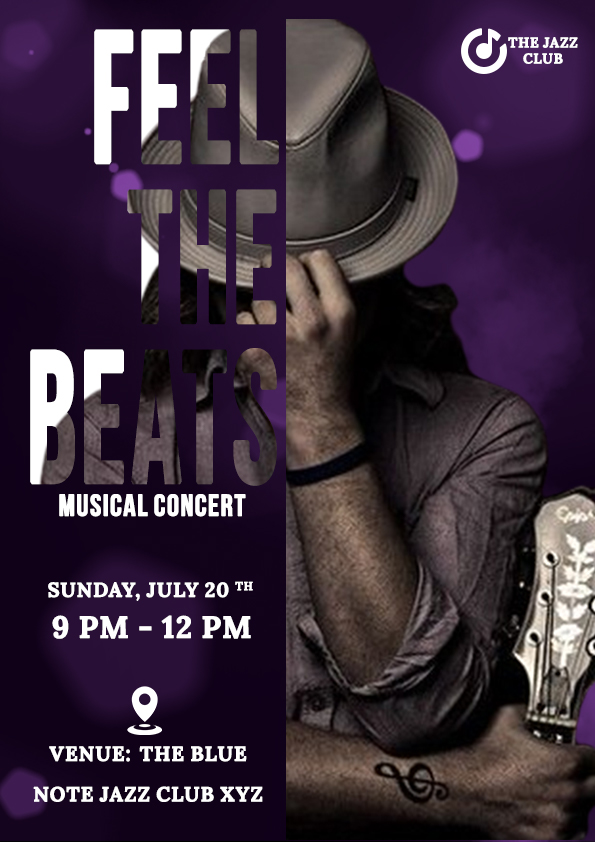 THE JAZZ
CLUB
FEEL
THE
BEATS
MUSICAL CONCERT
SUNDAY, JULY 20 TH
9 PM - 12 PM
VENUE: THE BLUE
NOTE JAZZ CLUB XYZ